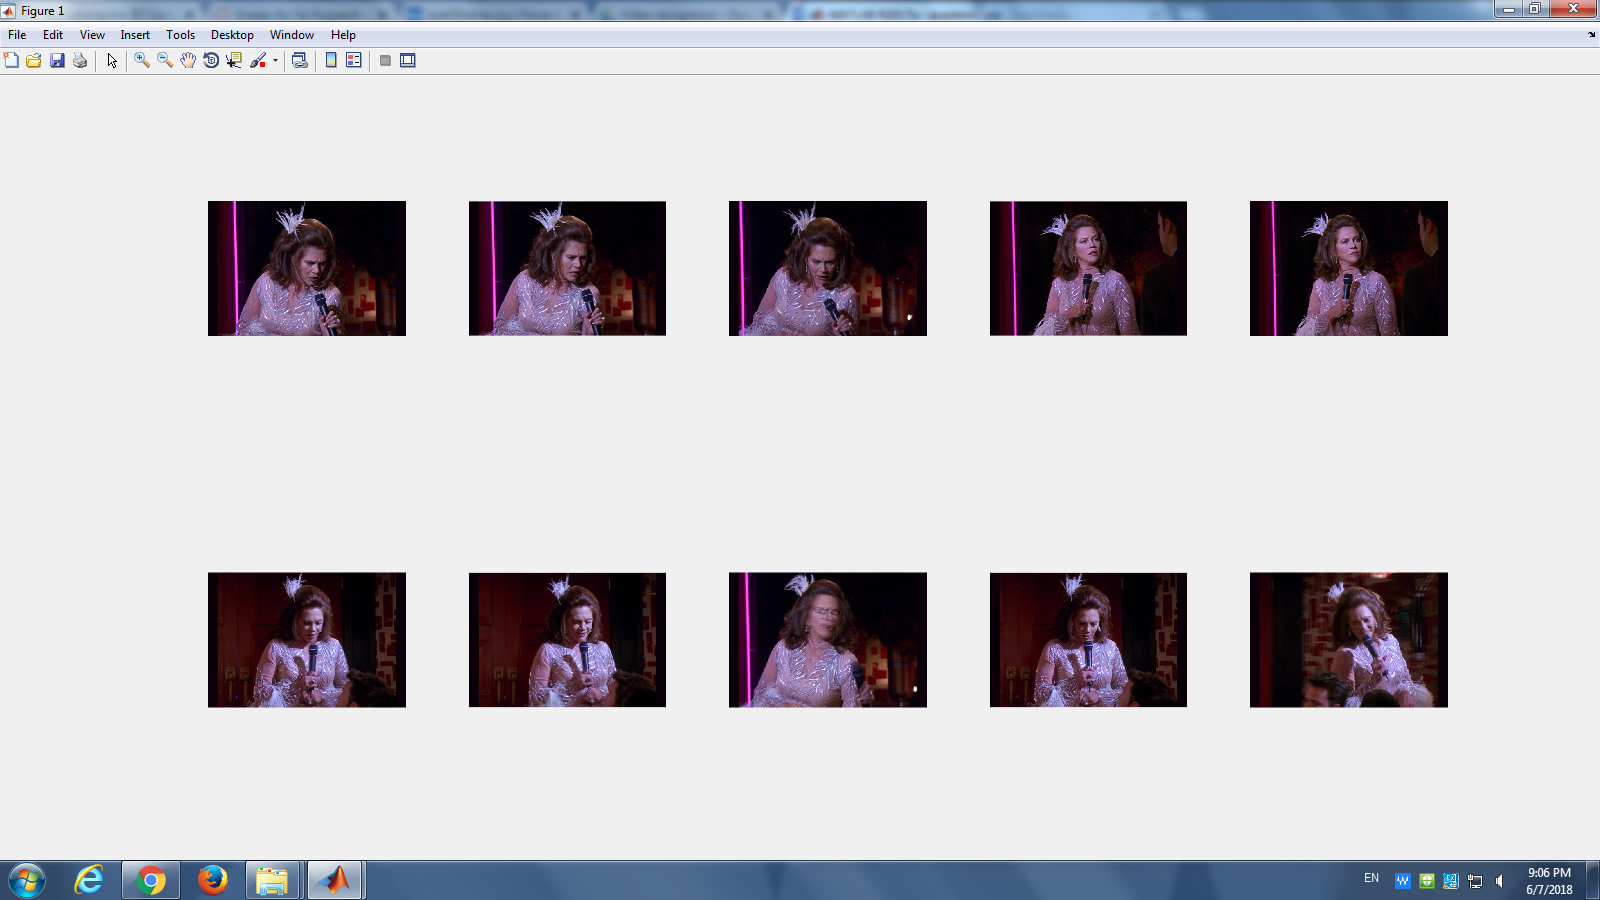 Figure 1
File Edit View Insert Tools Desktop Window Help
EN
9:06 PM
6/7/2018